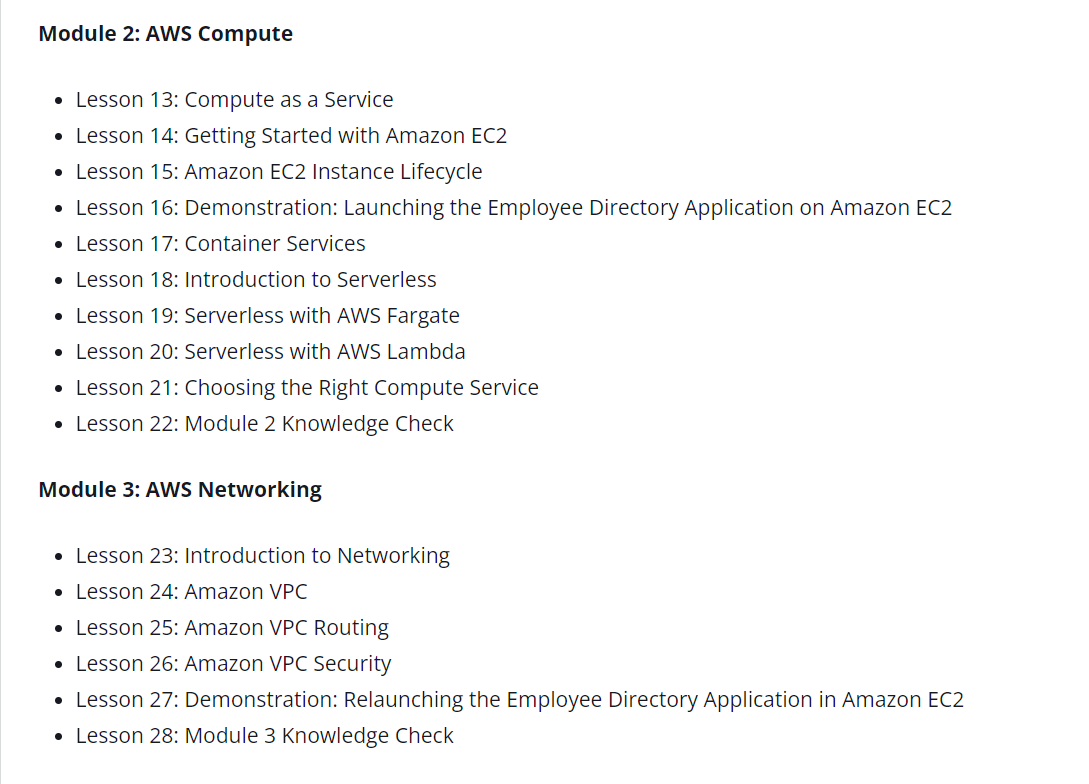 Module 2: AWS Compute
Lesson 13: Compute as a Service
Lesson 14: Getting Started with Amazon EC2
Lesson 15: Amazon EC2 Instance Lifecycle
Lesson 16: Demonstration: Launching the Employee Directory Application on Amazon EC2
Lesson 17: Container Services
Lesson 18: Introduction to Serverless
Lesson 19: Serverless with AWS Fargate
Lesson 20: Serverless with AWS Lambda
Lesson 21: Choosing the Right Compute Service
Lesson 22: Module 2 Knowledge Check
Module 3: AWS Networking
Lesson 23: Introduction to Networking
Lesson 24: Amazon VPC
Lesson 25: Amazon VPC Routing
Lesson 26: Amazon VPC Security
Lesson 27: Demonstration: Relaunching the Employee Directory Application in Amazon EC2
Lesson 28: Module 3 Knowledge Check